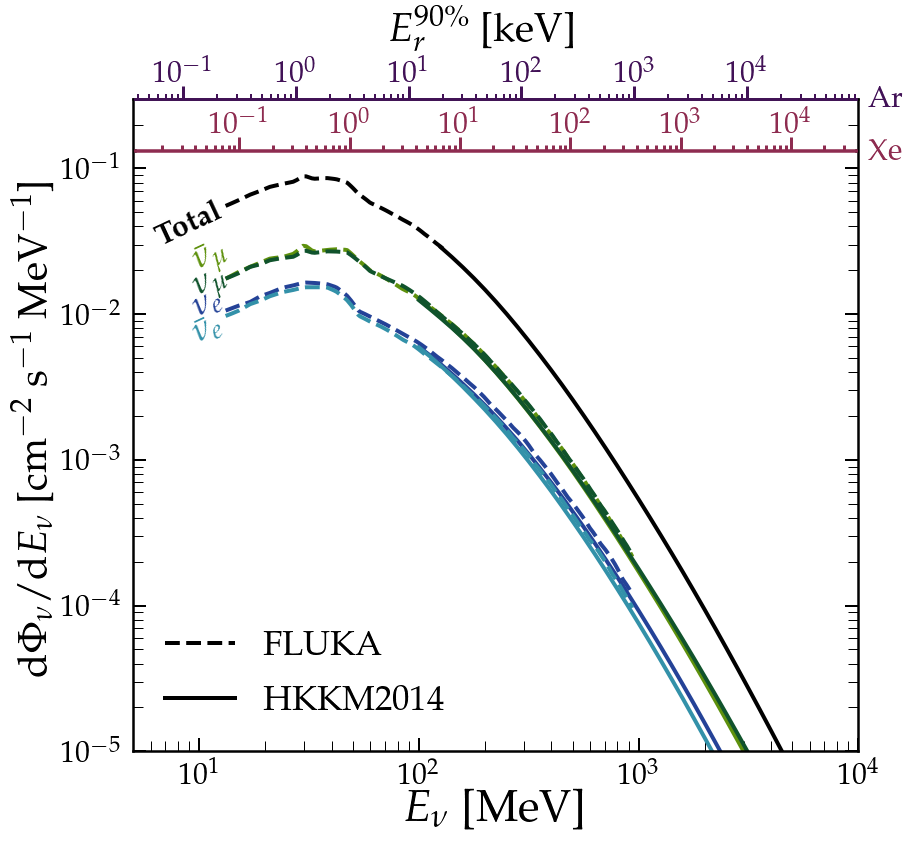 E_r^{90%} [keV]
10^{-1} 10^0 10^1 10^2 10^3 10^4 Ar
10^{-1} 10^0 10^1 10^2 10^3 10^4 Xe
10^{-1}
10^{-2}
10^{-3}
10^{-4}
10^{-5}
dΦ_ν/dE_ν [cm^{-2} s^{-1} MeV^{-1}]
Total
ν̄_μ
ν_μ
ν_e
ν̄_e
FLUKA
HKKM2014
10^1 10^2 10^3 10^4
E_ν [MeV]